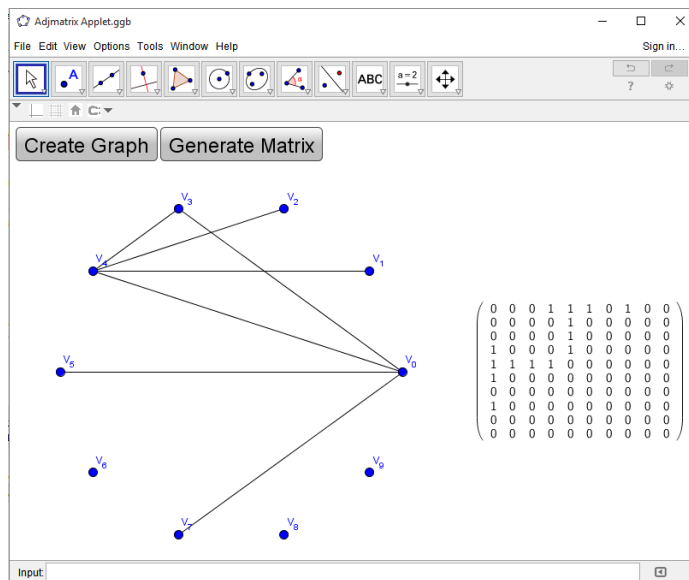 Adjmatrix Applet.ggb
File Edit View Options Tools Window Help Sign in...
A α ABC a = 2
?
Create Graph Generate Matrix
V3 V2
V4 V1
V5 V0
V6 V9
V7 V8
0 0 0 1 1 1 0 1 0 0
0 0 0 0 1 0 0 0 0 0
0 0 0 0 1 0 0 0 0 0
1 0 0 0 1 0 0 0 0 0
1 1 1 1 0 0 0 0 0 0
1 0 0 0 0 0 0 0 0 0
0 0 0 0 0 0 0 0 0 0
1 0 0 0 0 0 0 0 0 0
0 0 0 0 0 0 0 0 0 0
0 0 0 0 0 0 0 0 0 0
Input: